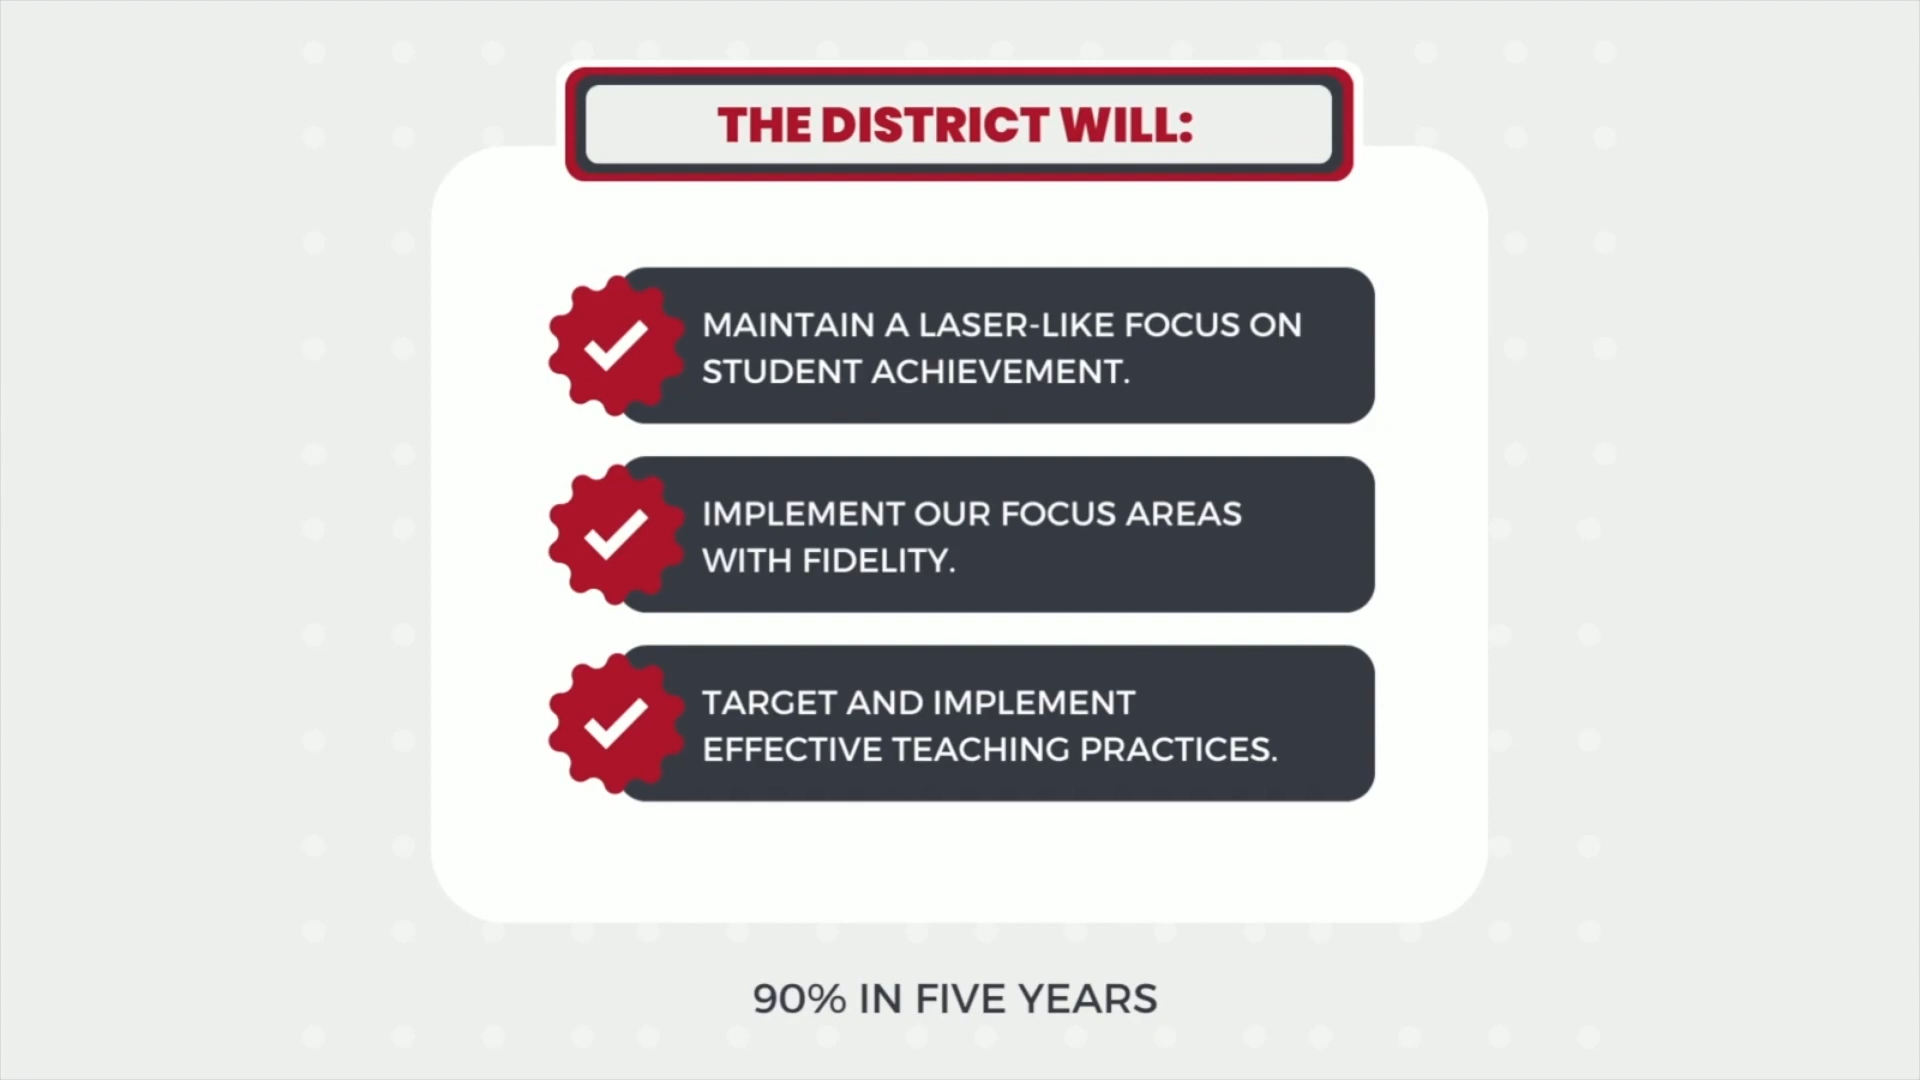 THE DISTRICT WILL:
MAINTAIN A LASER-LIKE FOCUS ON
STUDENT ACHIEVEMENT.
IMPLEMENT OUR FOCUS AREAS
WITH FIDELITY.
TARGET AND IMPLEMENT
EFFECTIVE TEACHING PRACTICES.
90% IN FIVE YEARS